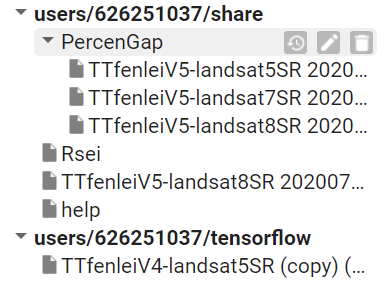 users/626251037/share
PercenGap
TTfenleiV5-landsat5SR 2020...
TTfenleiV5-landsat7SR 2020...
TTfenleiV5-landsat8SR 2020...
Rsei
TTfenleiV5-landsat8SR 202007...
help
users/626251037/tensorflow
TTfenleiV4-landsat5SR (copy) (...